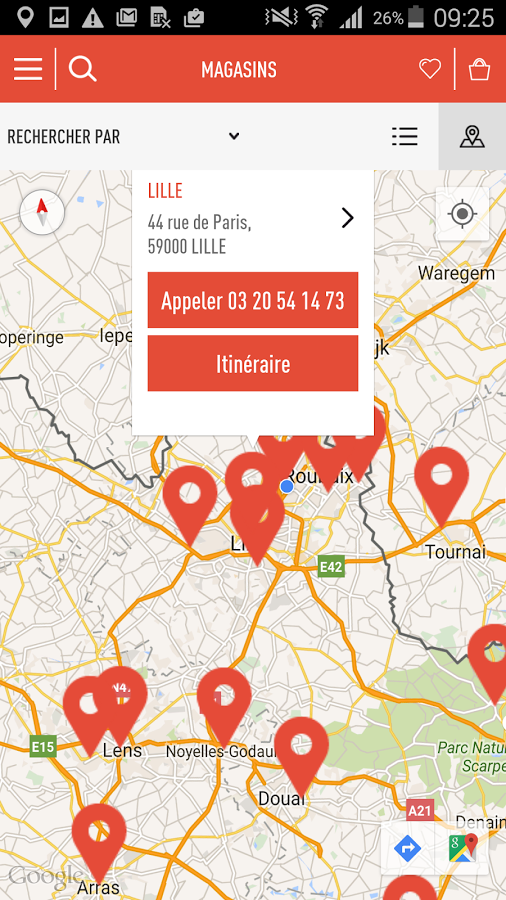 26% 09:25
MAGASINS
RECHERCHER PAR
LILLE
44 rue de Paris,
59000 LILLE
Appeler 03 20 54 14 73
Itinéraire
Waregem
operinge
Iepe
jk
Roubaix
Li
Tournai
E42
N47
E15
Lens
Noyelles-Godau
Parc Natu
Scarpe
Douai
A21
Denain
Google
Arras